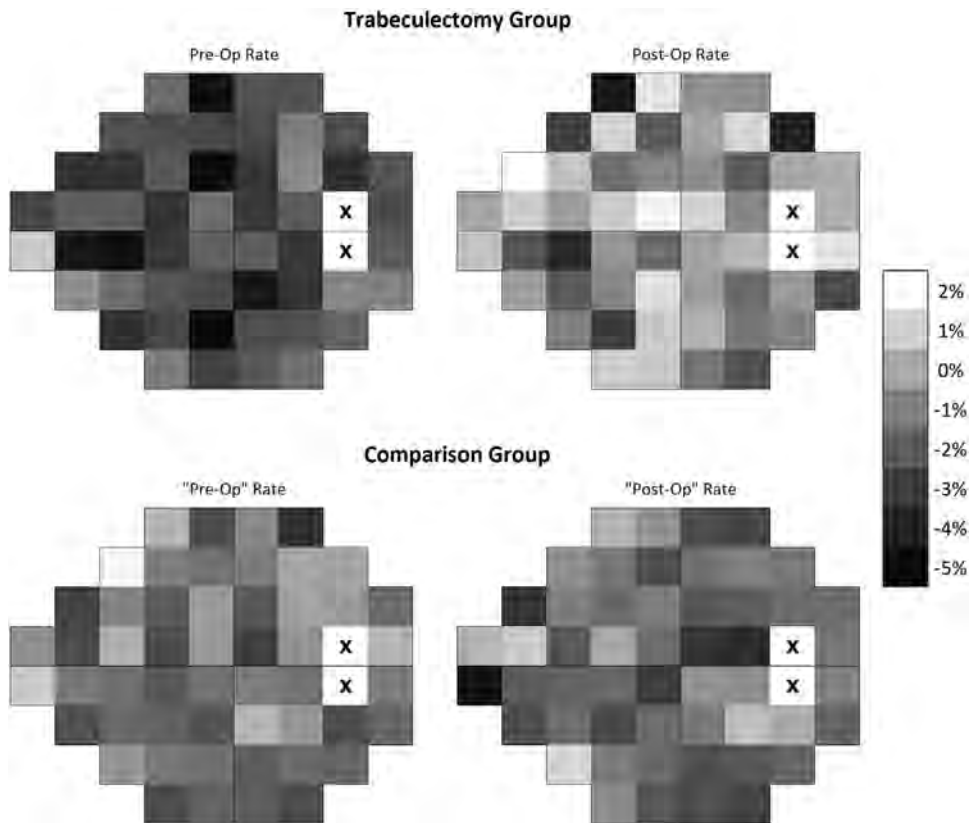 Trabeculectomy Group
Pre-Op Rate
Post-Op Rate
X
X
X
X
2%
1%
0%
-1%
-2%
-3%
-4%
-5%
Comparison Group
"Pre-Op" Rate
"Post-Op" Rate
X
X
X
X